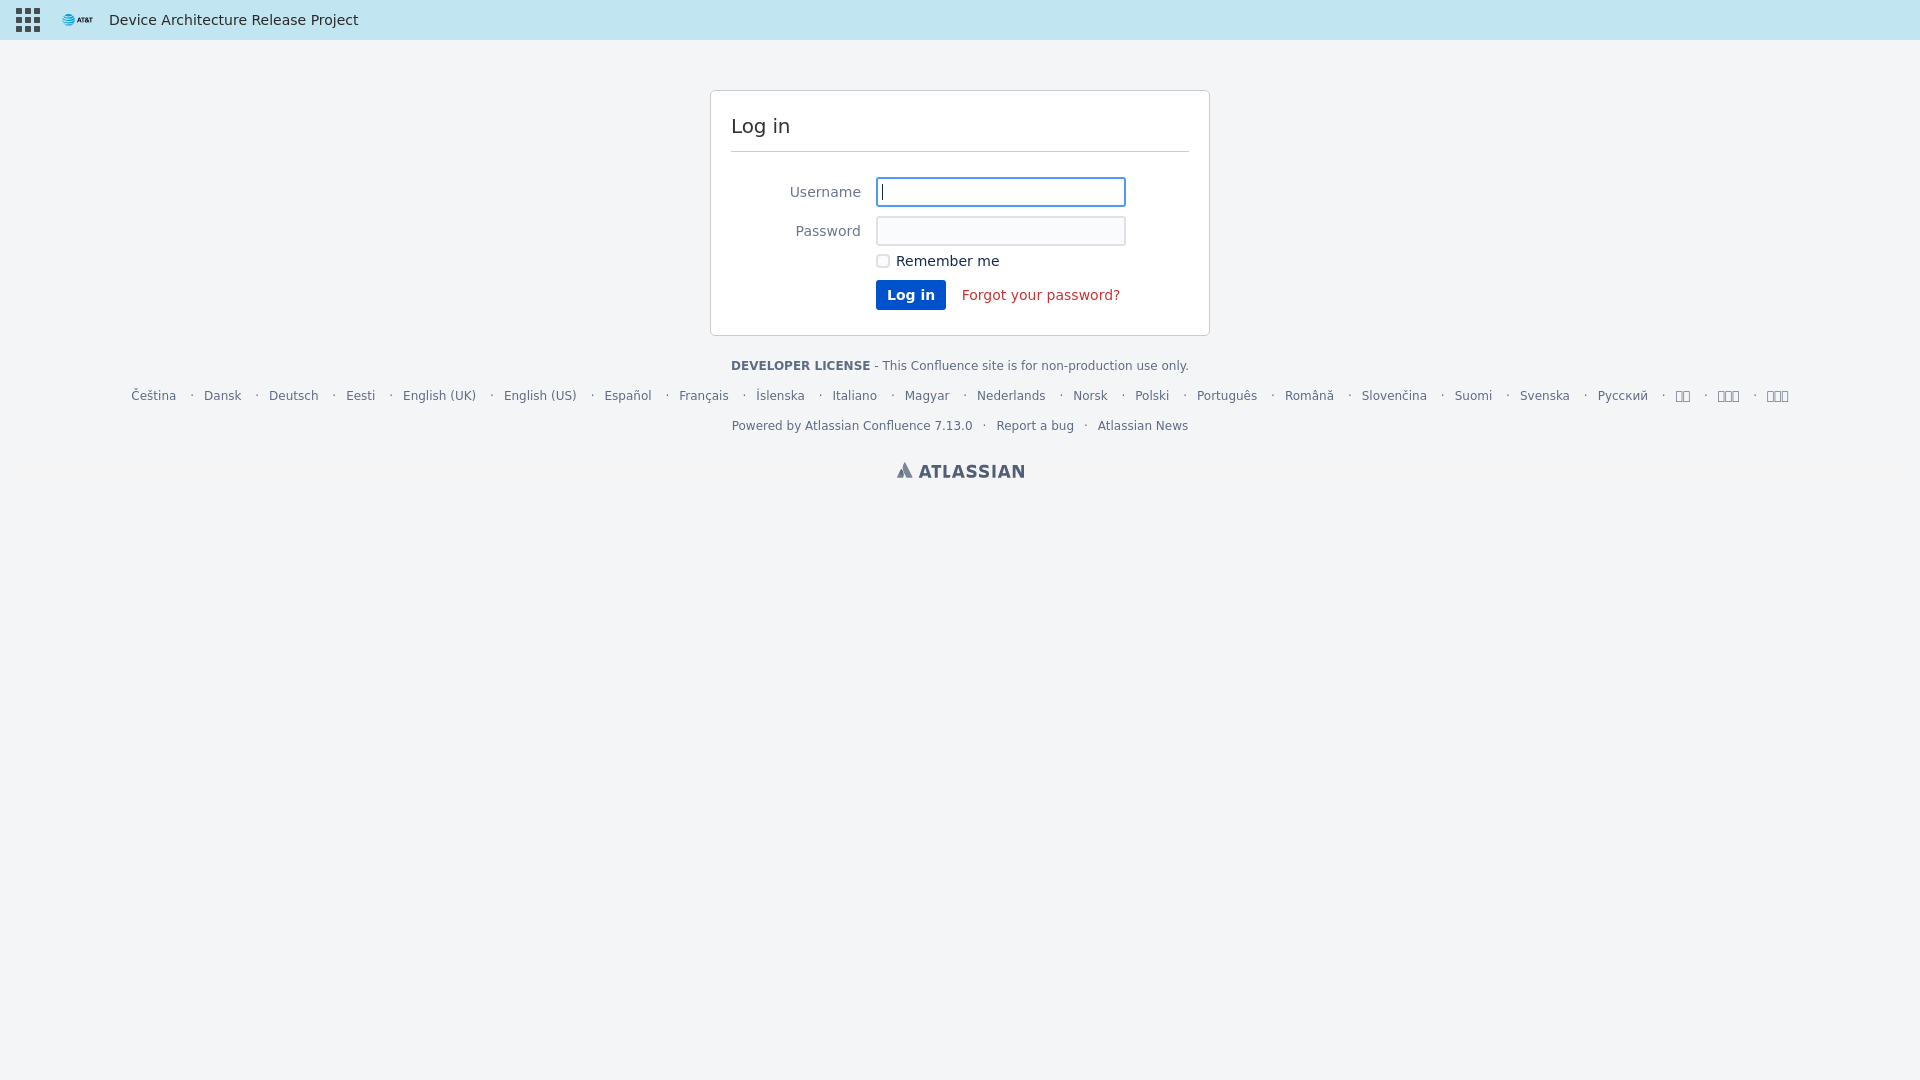 AT&T Device Architecture Release Project
Log in
Username
Password
Remember me
Log in Forgot your password?
DEVELOPER LICENSE - This Confluence site is for non-production use only.
Čeština · Dansk · Deutsch · Eesti · English (UK) · English (US) · Español · Français · Íslenska · Italiano · Magyar · Nederlands · Norsk · Polski · Português · Română · Slovenčina · Suomi · Svenska · Русский
Powered by Atlassian Confluence 7.13.0 · Report a bug · Atlassian News
ATLASSIAN